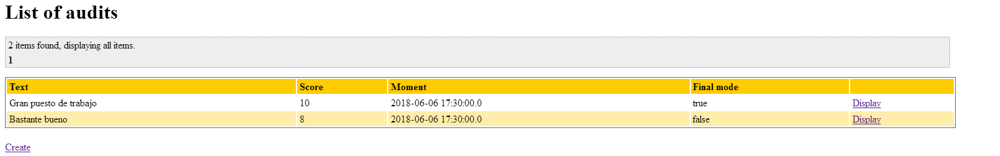 List of audits
2 items found, displaying all items.
1
Text Score Moment Final mode
Gran puesto de trabajo 10 2018-06-06 17:30:00.0 true Display
Bastante bueno 8 2018-06-06 17:30:00.0 false Display
Create